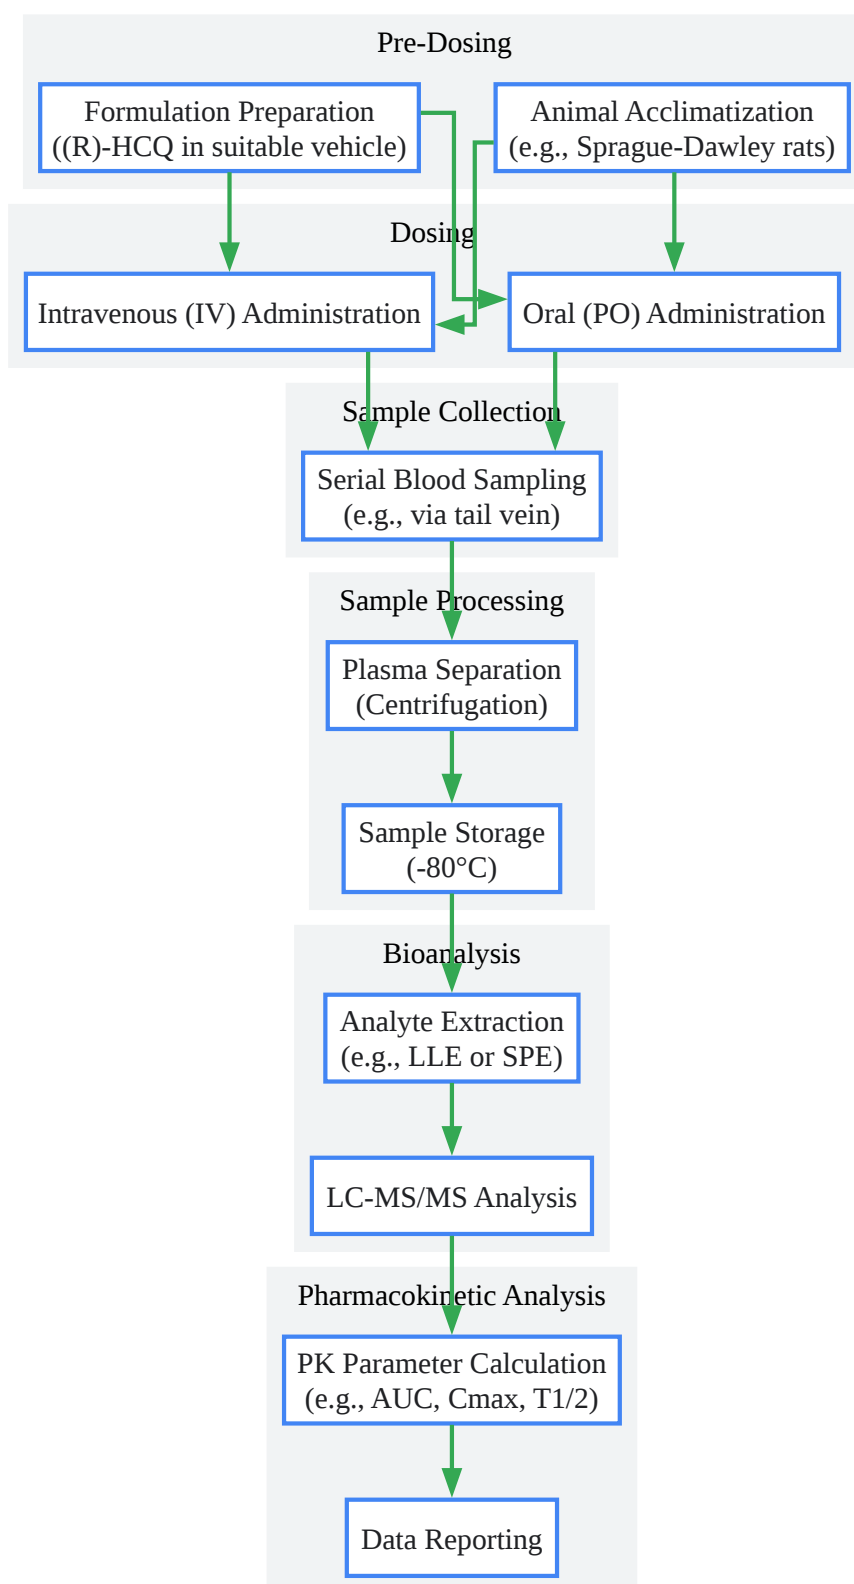 Pre-Dosing
Formulation Preparation
((R)-HCQ in suitable vehicle)
Animal Acclimatization
(e.g., Sprague-Dawley rats)
Dosing
Intravenous (IV) Administration
Oral (PO) Administration
Sample Collection
Serial Blood Sampling
(e.g., via tail vein)
Sample Processing
Plasma Separation
(Centrifugation)
Sample Storage
(-80°C)
Bioanalysis
Analyte Extraction
(e.g., LLE or SPE)
LC-MS/MS Analysis
Pharmacokinetic Analysis
PK Parameter Calculation
(e.g., AUC, Cmax, T1/2)
Data Reporting